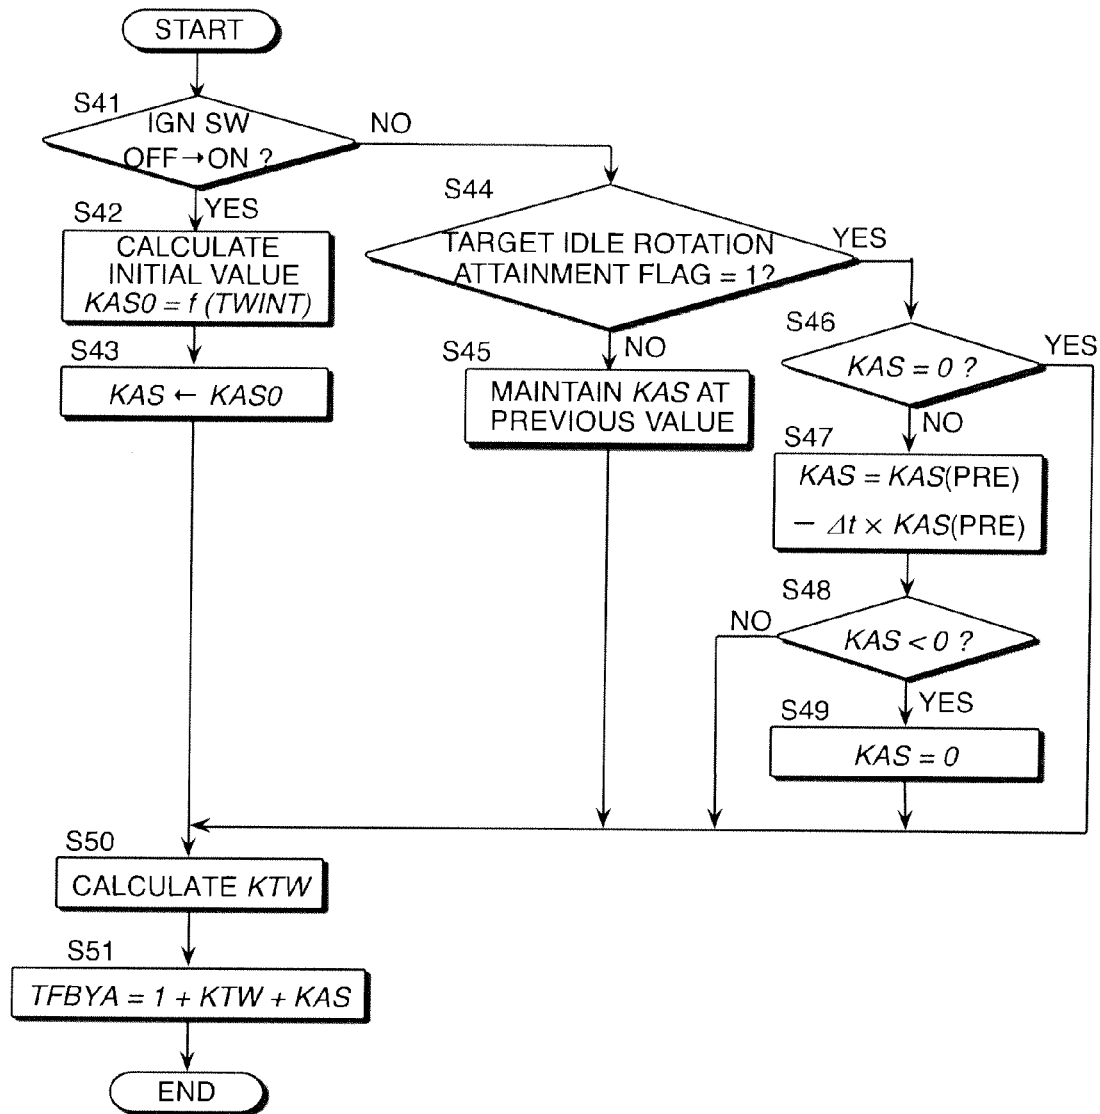 START
S41
IGN SW
OFF→ON ?
NO
YES
S42
CALCULATE
INITIAL VALUE
KAS0 = f (TWINT)
S43
KAS ← KAS0
S44
TARGET IDLE ROTATION
ATTAINMENT FLAG = 1?
YES
NO
S45
MAINTAIN KAS AT
PREVIOUS VALUE
S46
KAS = 0 ?
YES
NO
S47
KAS = KAS(PRE)
− Δt × KAS(PRE)
S48
NO
KAS < 0 ?
YES
S49
KAS = 0
S50
CALCULATE KTW
S51
TFBYA = 1 + KTW + KAS
END